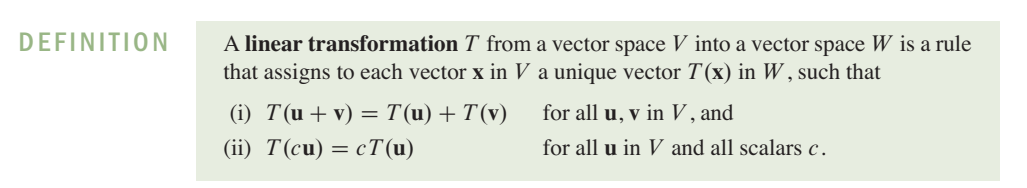 DEFINITION
A linear transformation T from a vector space V into a vector space W is a rule
that assigns to each vector x in V a unique vector T(x) in W, such that
(i) T(u + v) = T(u) + T(v) for all u, v in V, and
(ii) T(cu) = cT(u) for all u in V and all scalars c.